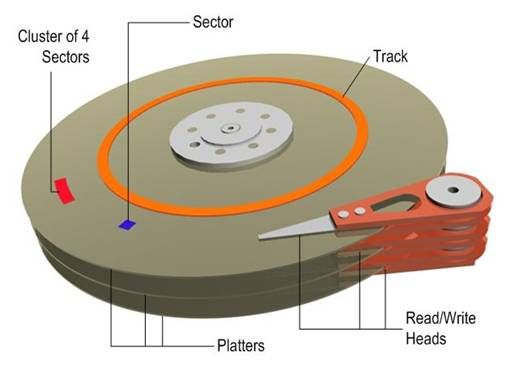 Sector
Cluster of 4
Sectors
Track
Read/Write
Heads
Platters